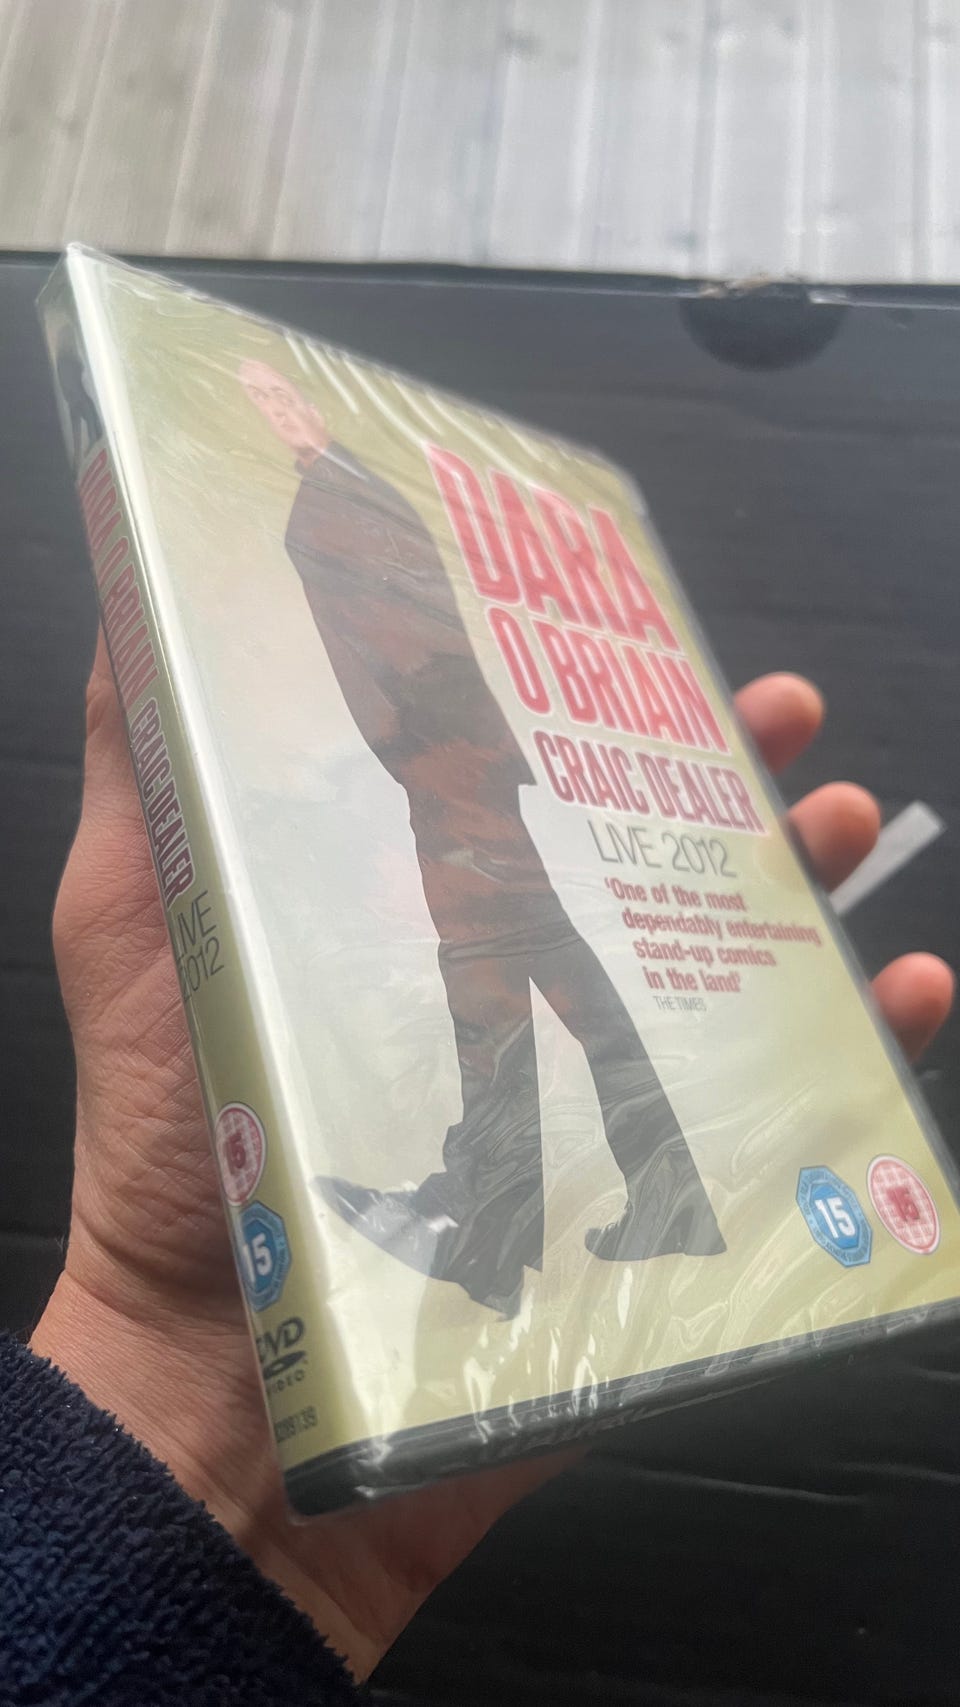 DARA
O BRIAIN
CRAIC DEALER
LIVE 2012
'One of the most
dependably entertaining
stand-up comics
in the land'
THE TIMES
15
15
DARA O BRIAIN CRAIC DEALER LIVE 2012
15
15
DVD
VIDEO